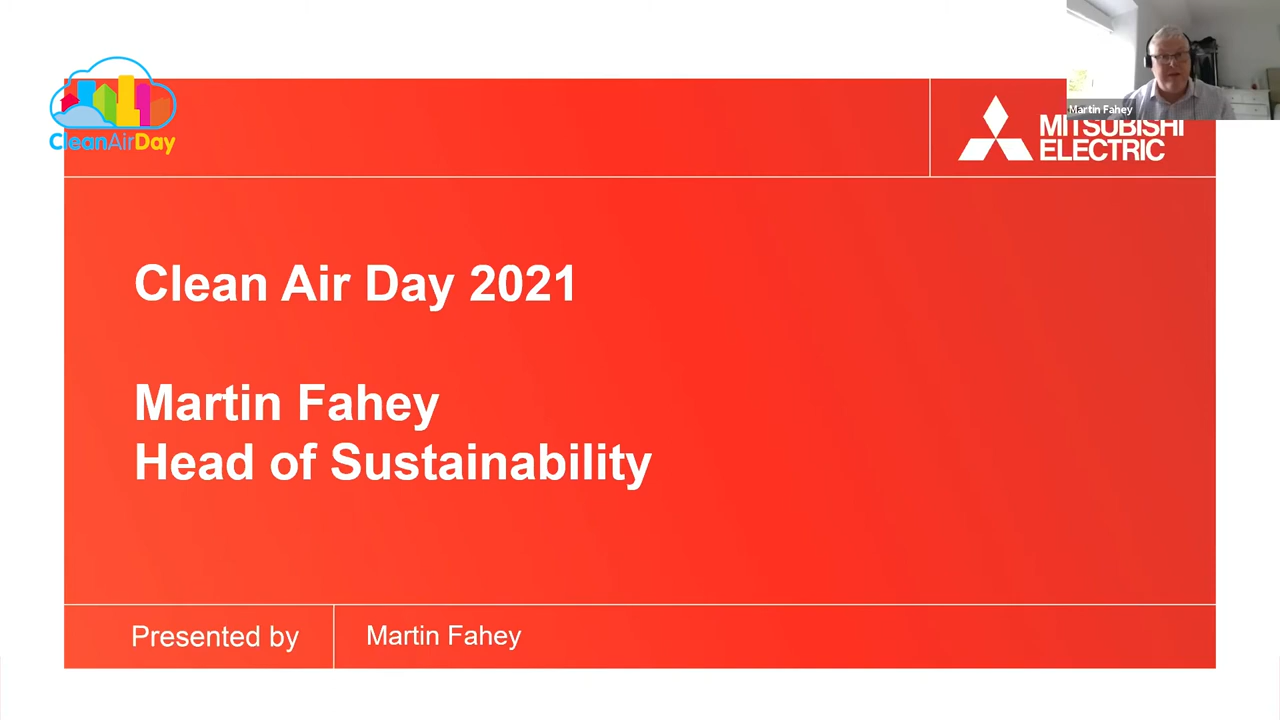 CleanAirDay
Martin Fahey
MITSUBISHI
ELECTRIC
Clean Air Day 2021
Martin Fahey
Head of Sustainability
Presented by
Martin Fahey